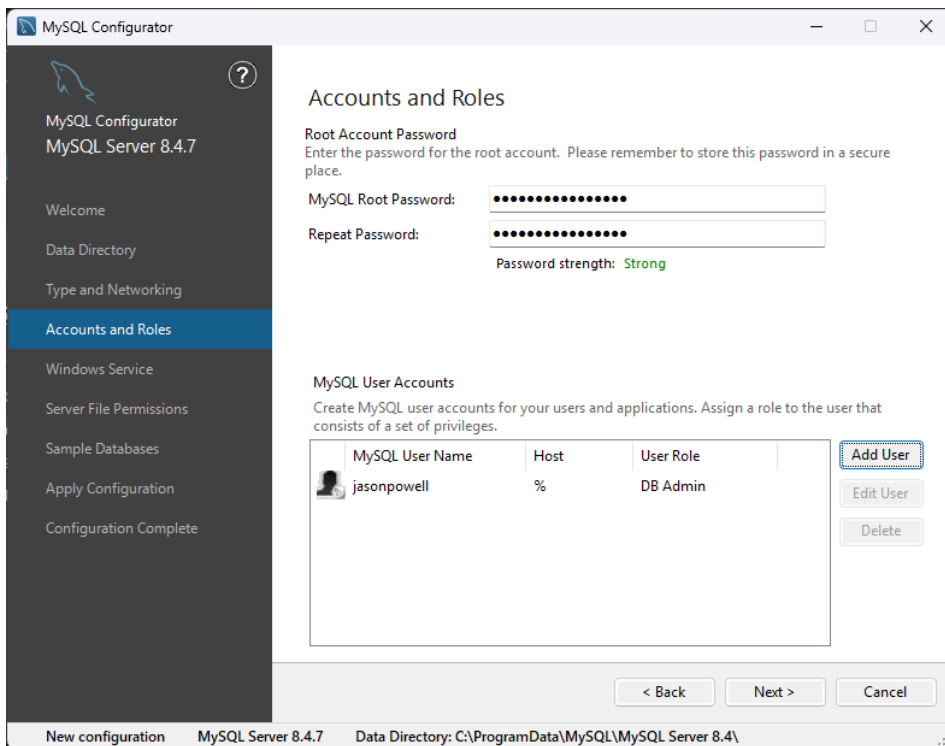 MySQL Configurator
?
MySQL Configurator
MySQL Server 8.4.7
Welcome
Data Directory
Type and Networking
Accounts and Roles
Windows Service
Server File Permissions
Sample Databases
Apply Configuration
Configuration Complete
Accounts and Roles
Root Account Password
Enter the password for the root account. Please remember to store this password in a secure
place.
MySQL Root Password: ●●●●●●●●●●●●●●●●
Repeat Password: ●●●●●●●●●●●●●●●●
Password strength: Strong
MySQL User Accounts
Create MySQL user accounts for your users and applications. Assign a role to the user that
consists of a set of privileges.
MySQL User Name Host User Role
jasonpowell % DB Admin
Add User
Edit User
Delete
< Back Next > Cancel
New configuration MySQL Server 8.4.7 Data Directory: C:\ProgramData\MySQL\MySQL Server 8.4\